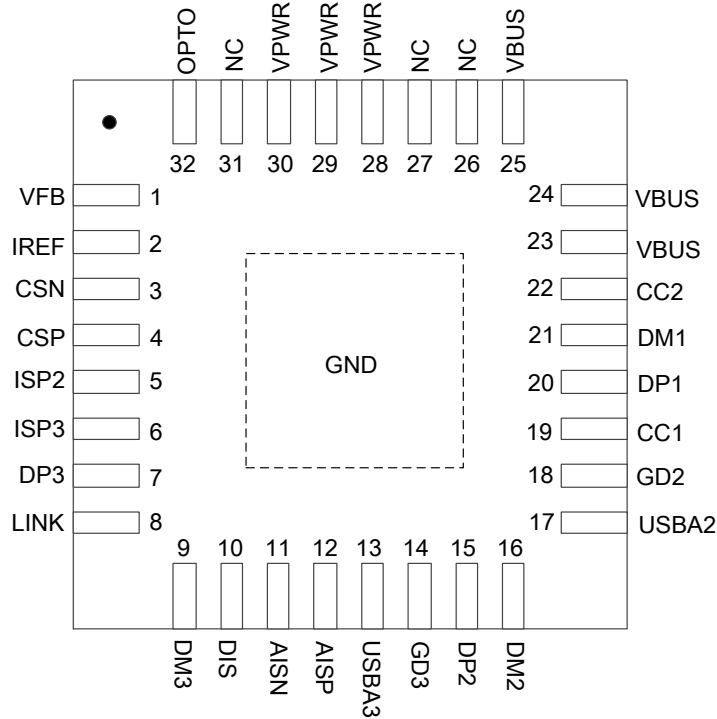 OPTO NC VPWR VPWR VPWR NC NC VBUS
32 31 30 29 28 27 26 25
VFB 1
IREF 2
CSN 3
CSP 4
ISP2 5
ISP3 6
DP3 7
LINK 8
GND
24 VBUS
23 VBUS
22 CC2
21 DM1
20 DP1
19 CC1
18 GD2
17 USBA2
9 10 11 12 13 14 15 16
DM3 DIS AISN AISP USBA3 GD3 DP2 DM2